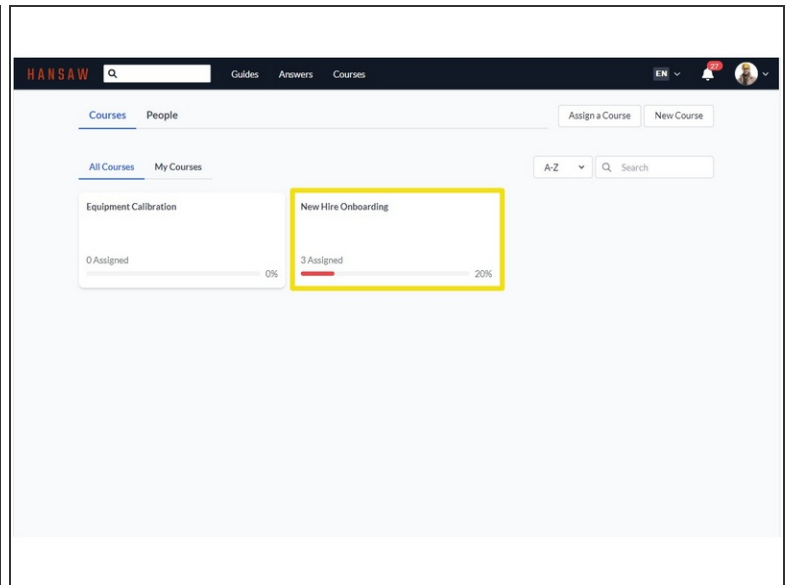 HANSAW Guides Answers Courses EN 27
Courses People Assign a Course New Course
All Courses My Courses A-Z Search
Equipment Calibration New Hire Onboarding
0 Assigned 3 Assigned
0% 20%